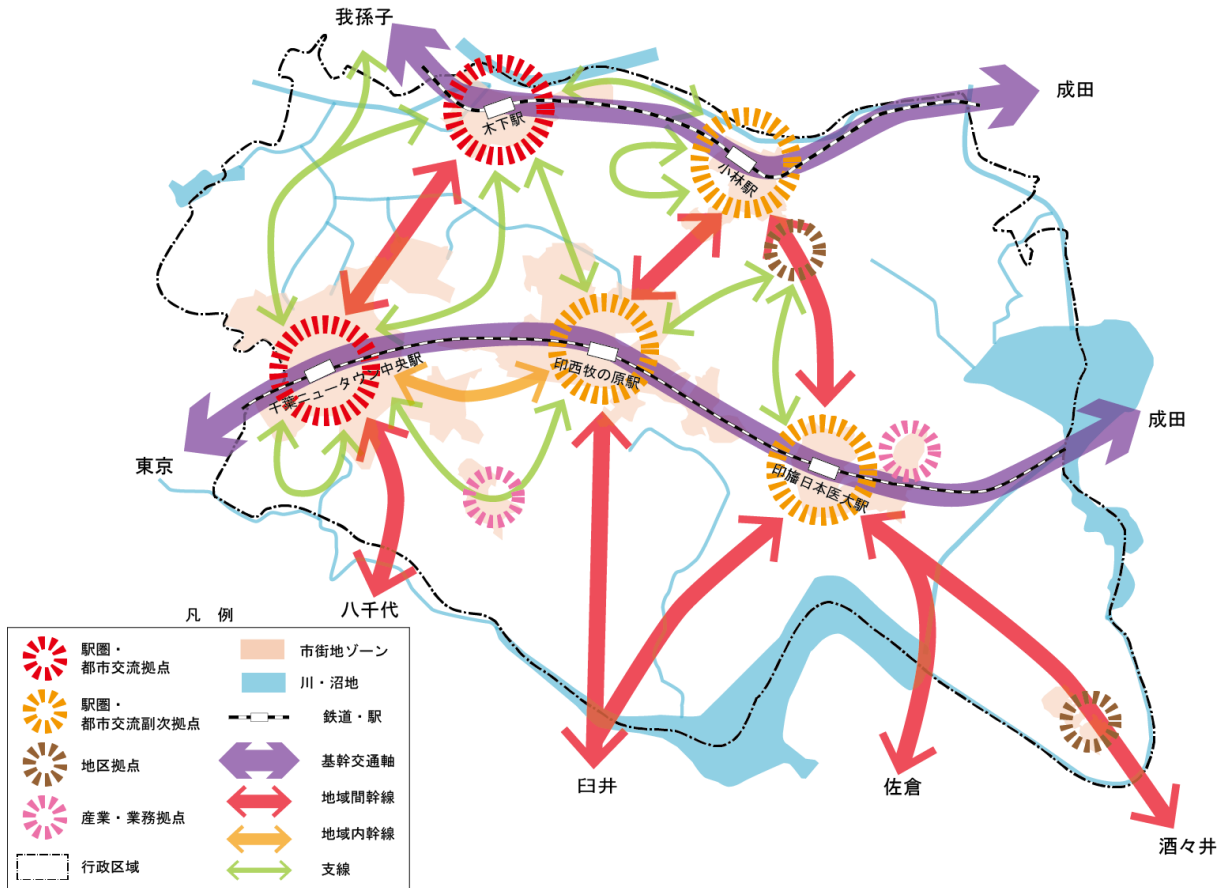 我孫子
成田
木下駅
小林駅
千葉ニュータウン中央駅
印西牧の原駅
成田
東京
印旛日本医大駅
八千代
臼井
佐倉
酒々井
凡　例
駅圏・
都市交流拠点
駅圏・
都市交流副次拠点
地区拠点
産業・業務拠点
行政区域
市街地ゾーン
川・沼地
鉄道・駅
基幹交通軸
地域間幹線
地域内幹線
支線